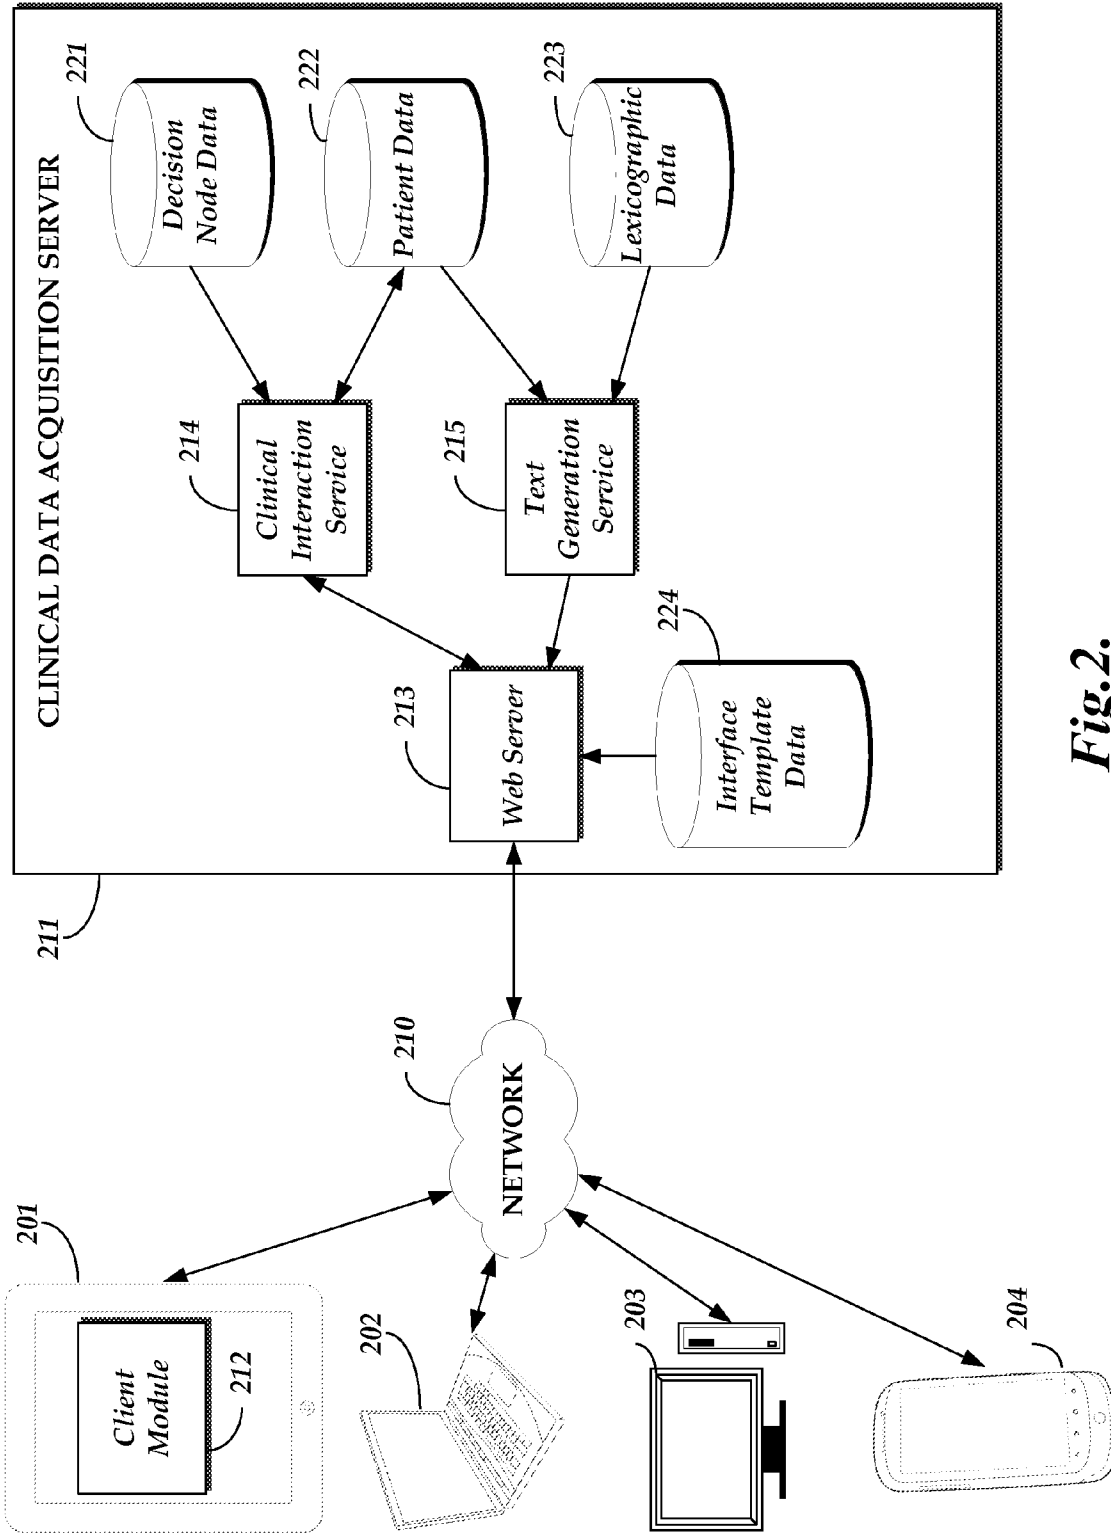 CLINICAL DATA ACQUISITION SERVER
211
221
Decision
Node Data
222
Patient Data
223
Lexicographic
Data
214
Clinical
Interaction
Service
215
Text
Generation
Service
213
Web Server
224
Interface
Template
Data
210
NETWORK
201
Client
Module
212
202
203
204
Fig.2.